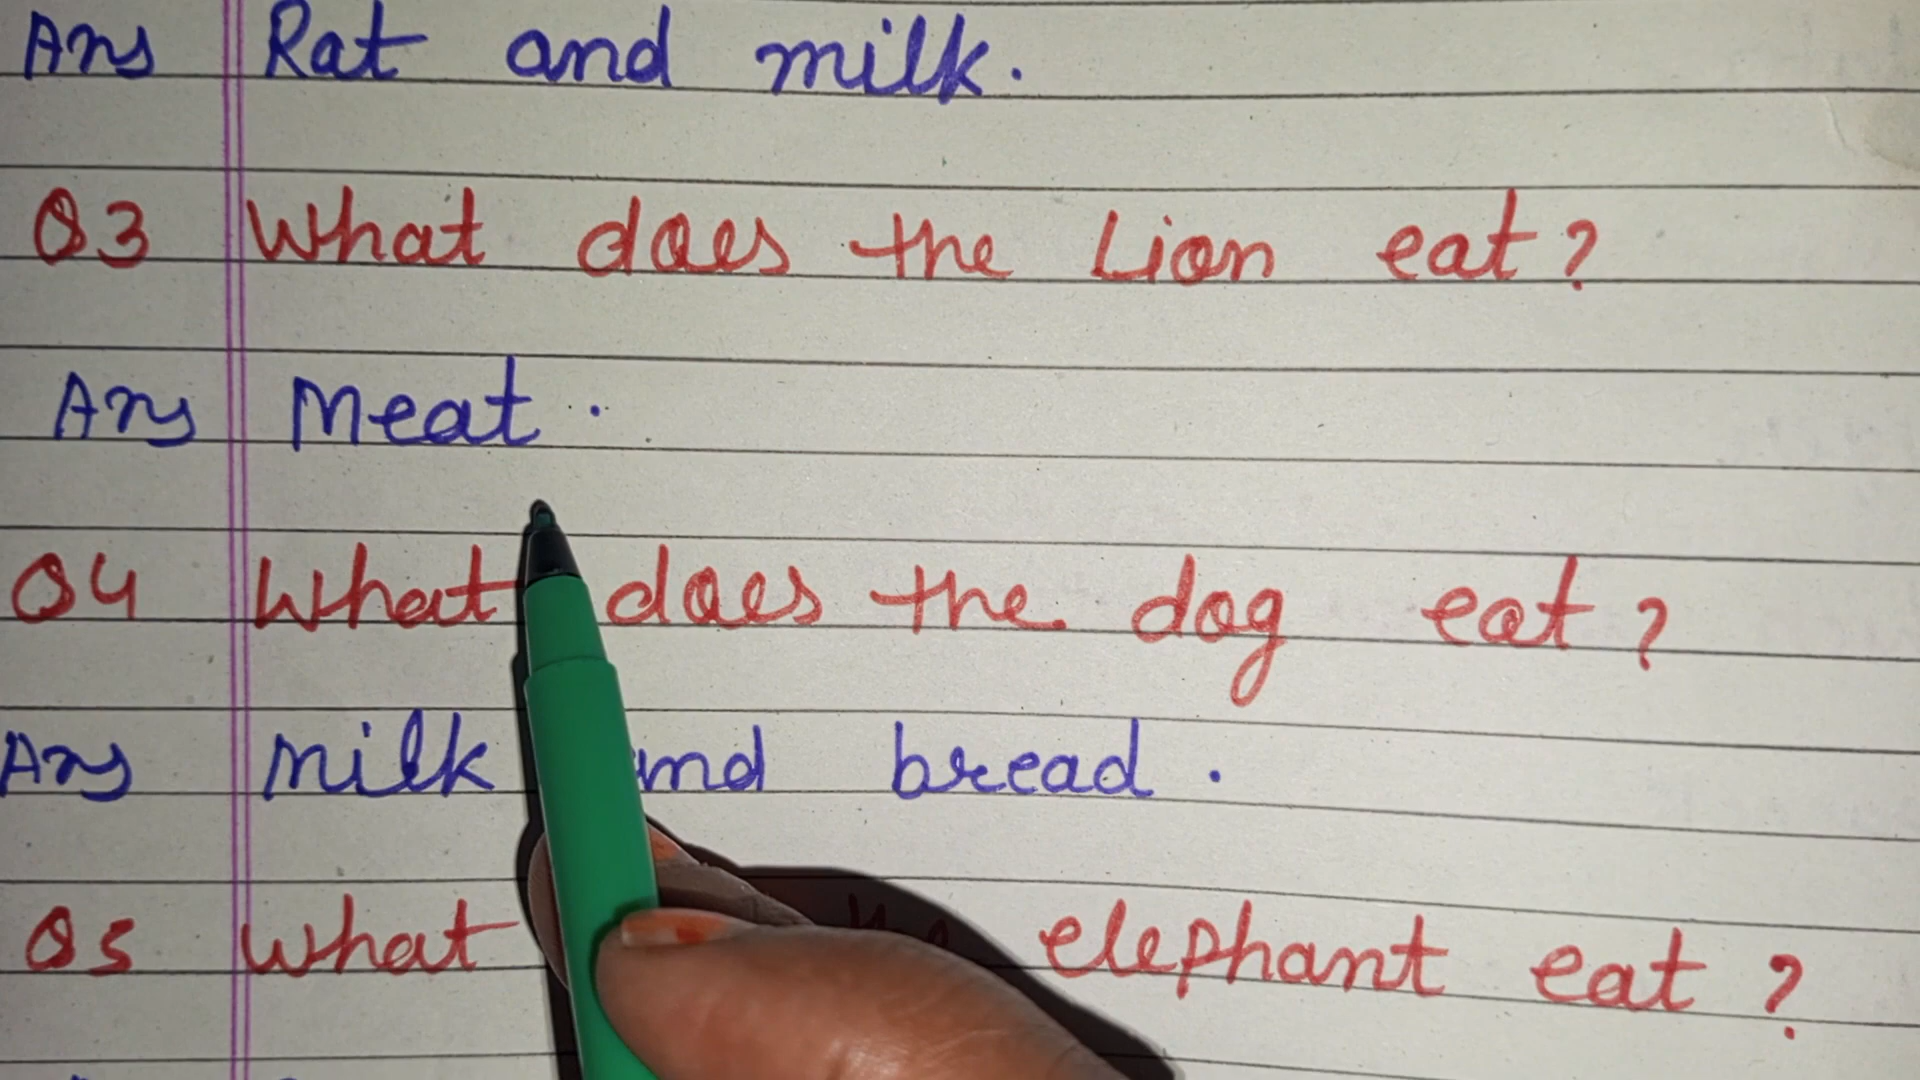 Ans Rat and milk.
Q3 What does the Lion eat?
Ans Meat.
Q4 What does the dog eat?
Ans milk and bread.
Q5 What the elephant eat?